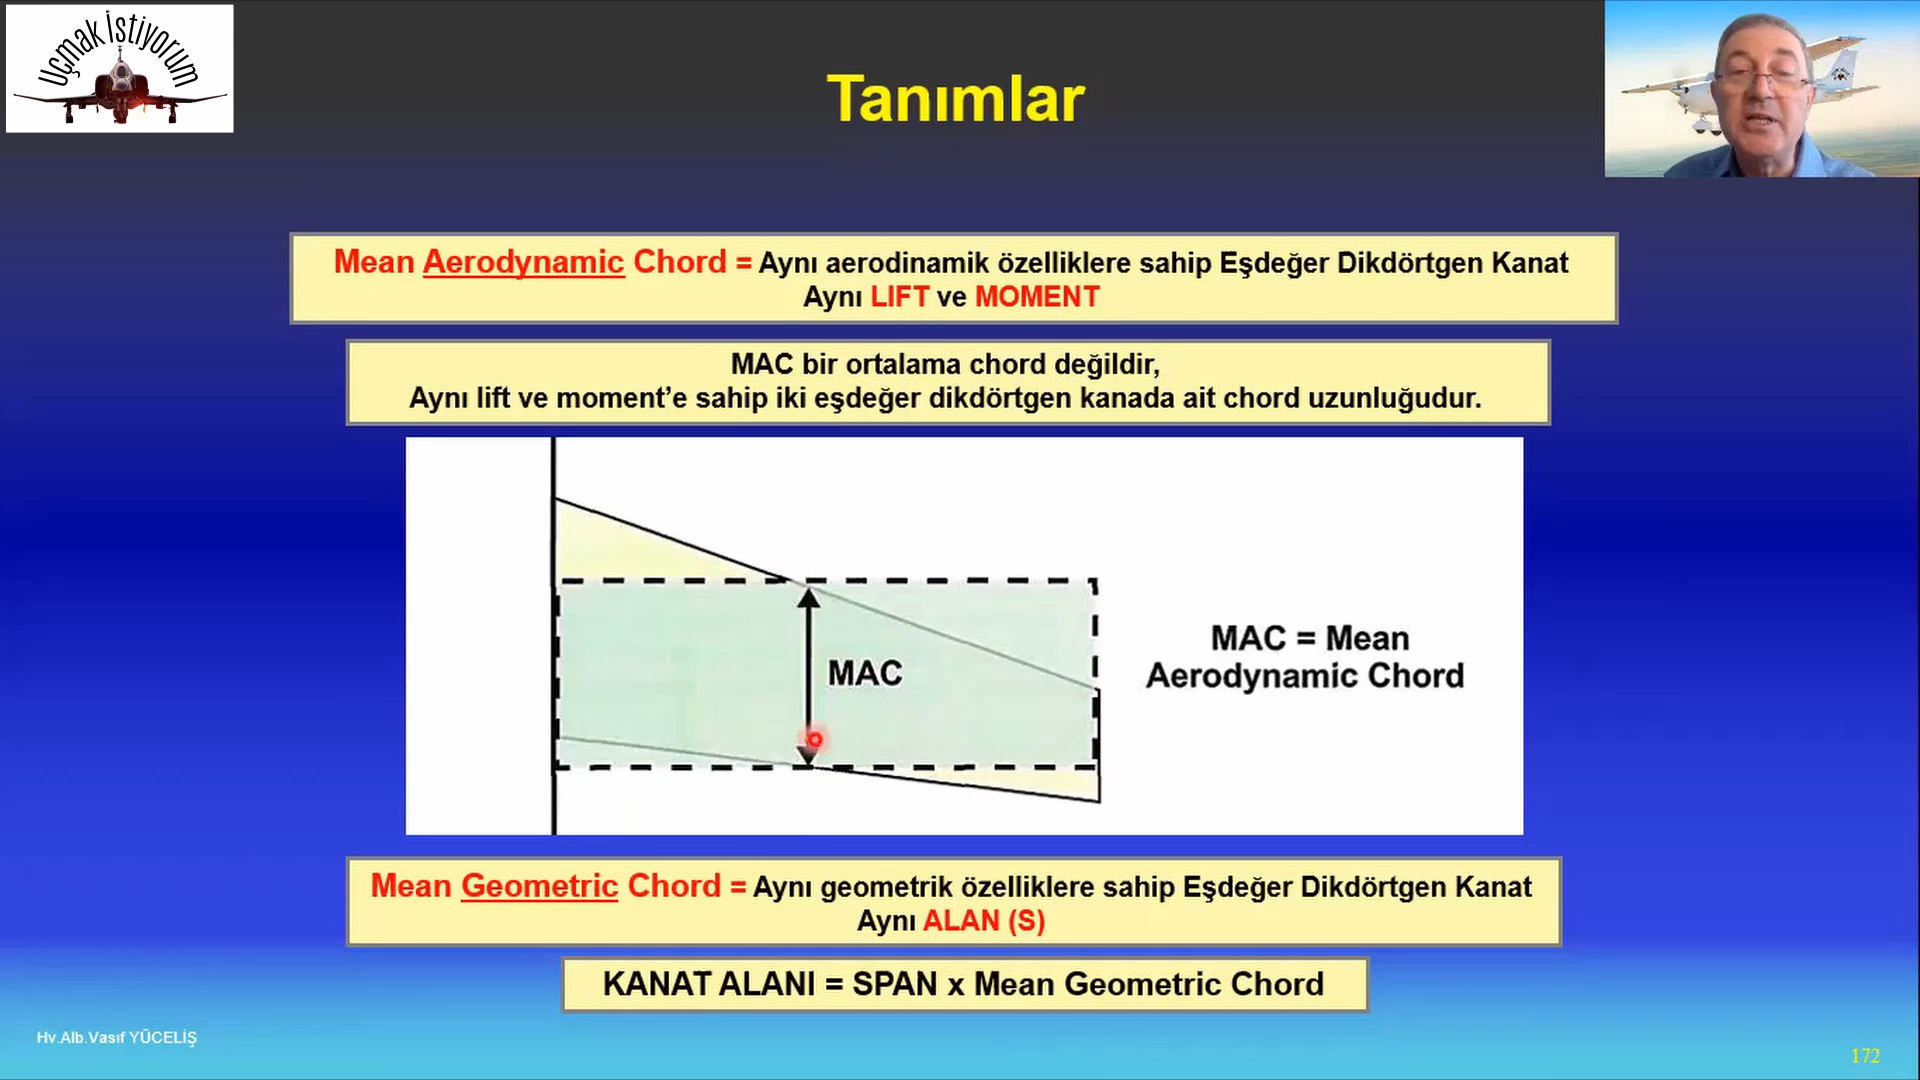 Uçmak İstiyorum
Tanımlar
Mean Aerodynamic Chord = Aynı aerodinamik özelliklere sahip Eşdeğer Dikdörtgen Kanat
Aynı LIFT ve MOMENT
MAC bir ortalama chord değildir,
Aynı lift ve moment’e sahip iki eşdeğer dikdörtgen kanada ait chord uzunluğudur.
MAC
MAC = Mean
Aerodynamic Chord
Mean Geometric Chord = Aynı geometrik özelliklere sahip Eşdeğer Dikdörtgen Kanat
Aynı ALAN (S)
KANAT ALANI = SPAN x Mean Geometric Chord
Hv.Alb.Vasıf YÜCELİŞ
172